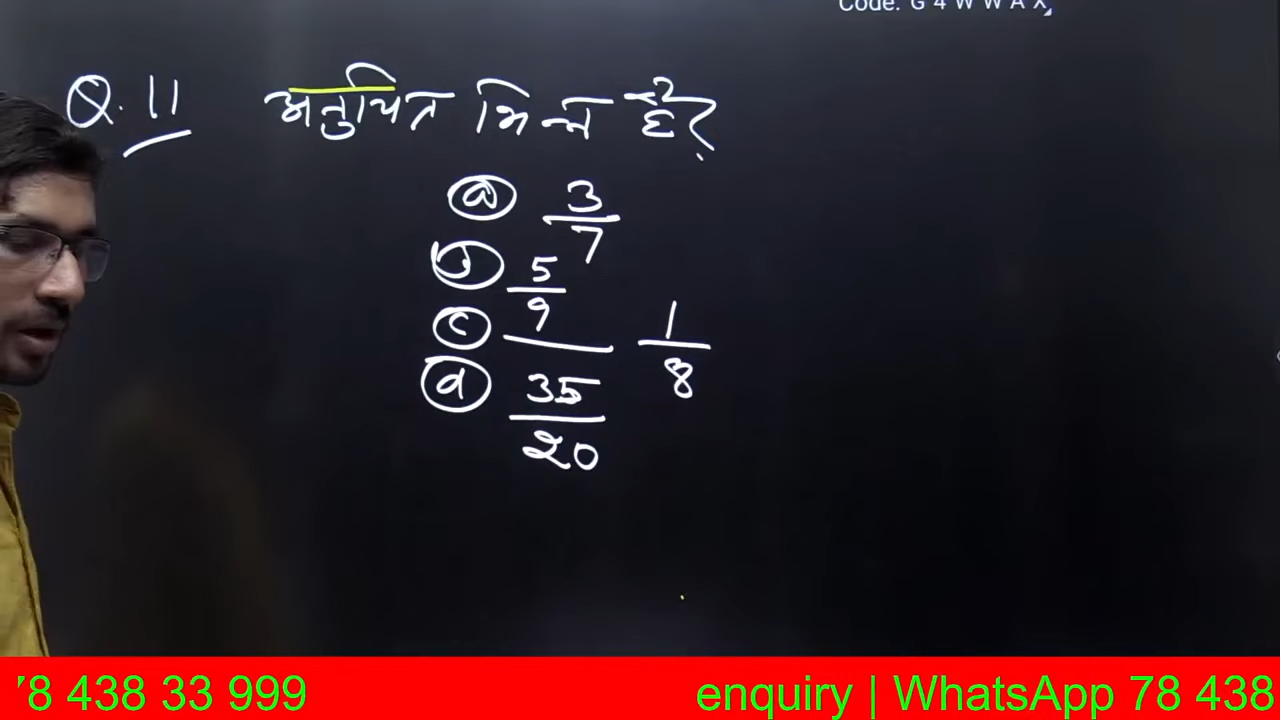 Code: G 4 W W A X
Q. 11 अनुचित भिन्न है?
(a) 3/7
(b) 5/9
(c) 1/8
(d) 35/20
78 438 33 999 enquiry | WhatsApp 78 438